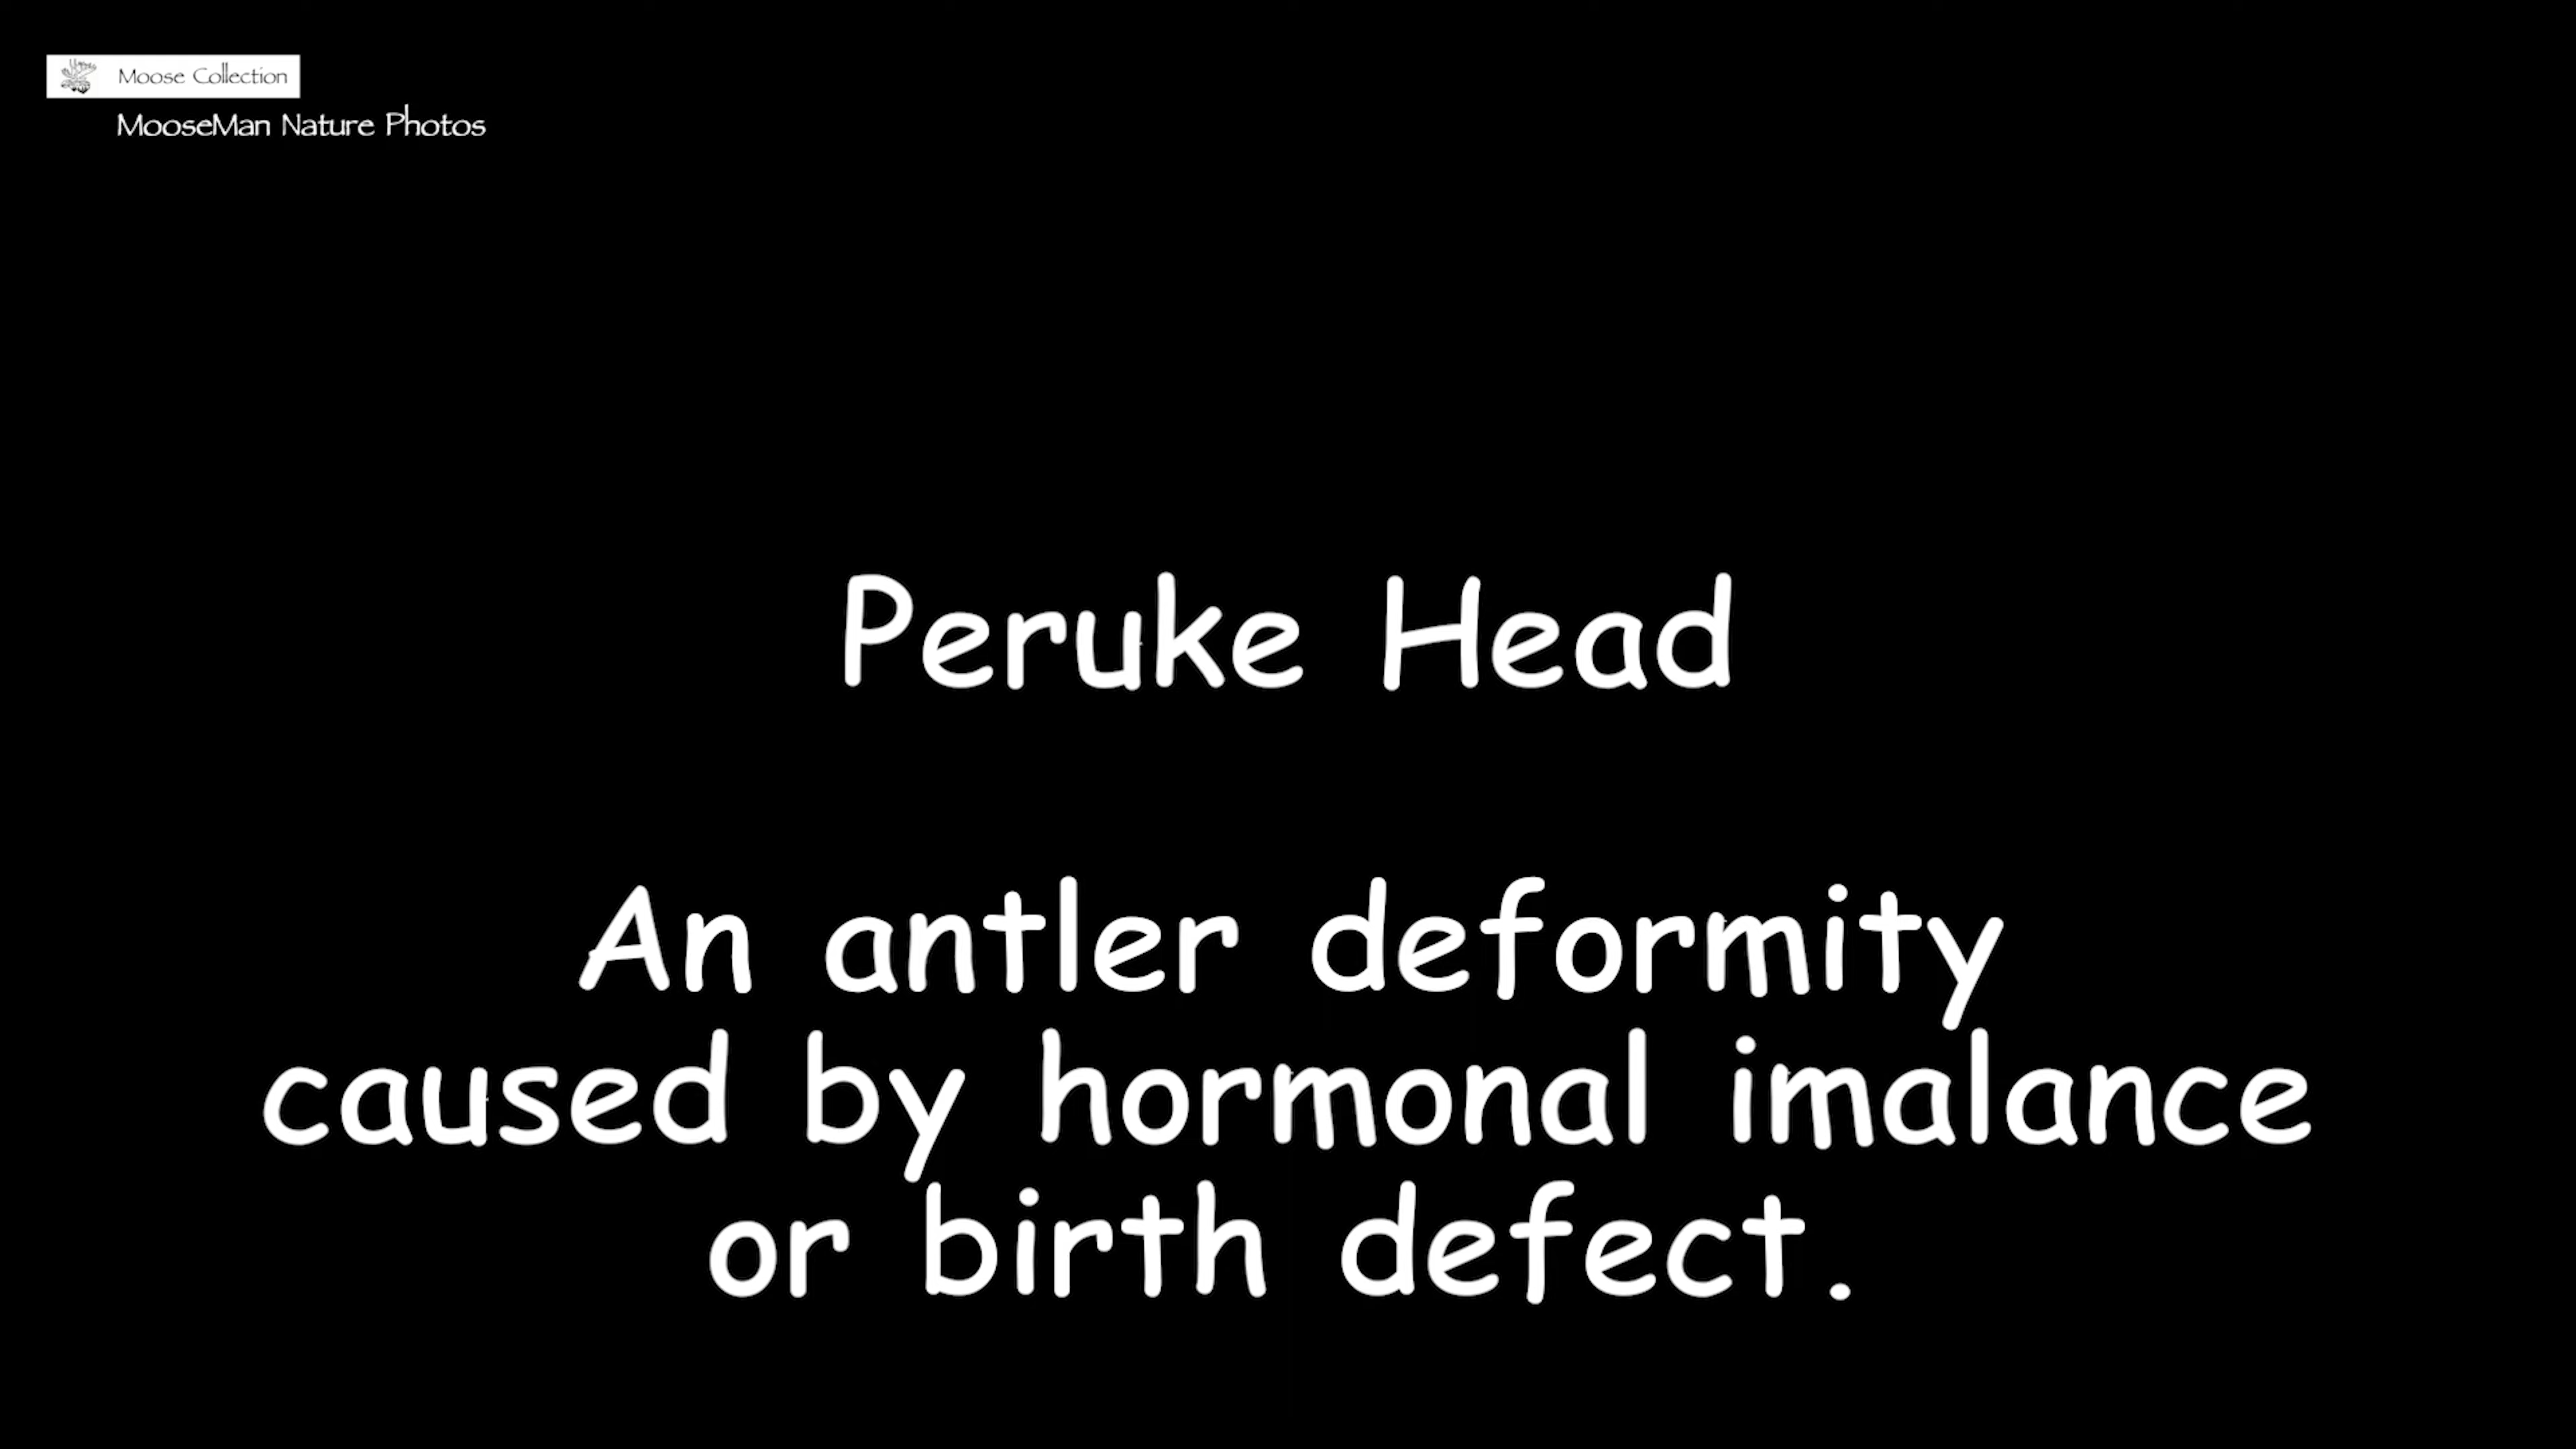 Moose Collection
MooseMan Nature Photos
Peruke Head
An antler deformity
caused by hormonal imalance
or birth defect.